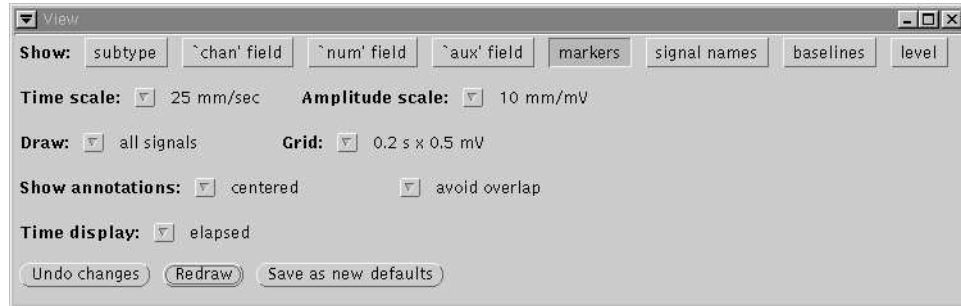 View
Show: subtype `chan' field `num' field `aux' field markers signal names baselines level
Time scale: 25 mm/sec Amplitude scale: 10 mm/mV
Draw: all signals Grid: 0.2 s x 0.5 mV
Show annotations: centered avoid overlap
Time display: elapsed
Undo changes Redraw Save as new defaults